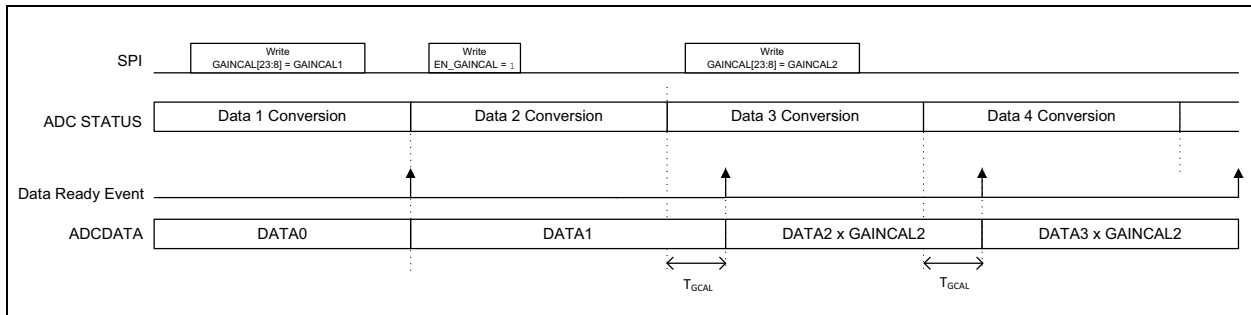 SPI
Write
GAINCAL[23:8] = GAINCAL1
Write
EN_GAINCAL = 1
Write
GAINCAL[23:8] = GAINCAL2
ADC STATUS
Data 1 Conversion
Data 2 Conversion
Data 3 Conversion
Data 4 Conversion
Data Ready Event
ADCDATA
DATA0
DATA1
DATA2 x GAINCAL2
DATA3 x GAINCAL2
TGCAL
TGCAL